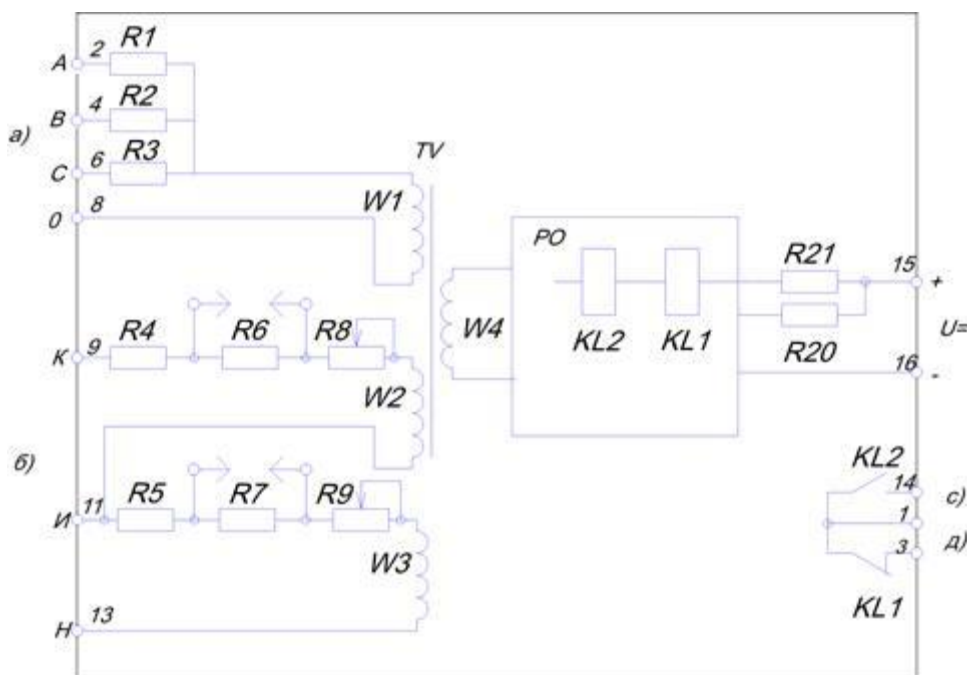 R1
А 2
R2
В 4
а)
R3
С 6
TV
0 8
W1
РО
R21
15 +
KL2 KL1
W4
U=
R20
16 -
R4 R6 R8
К 9
W2
б)
KL2
14 с)
R5 R7 R9
И 11
1
3 д)
W3
KL1
Н 13